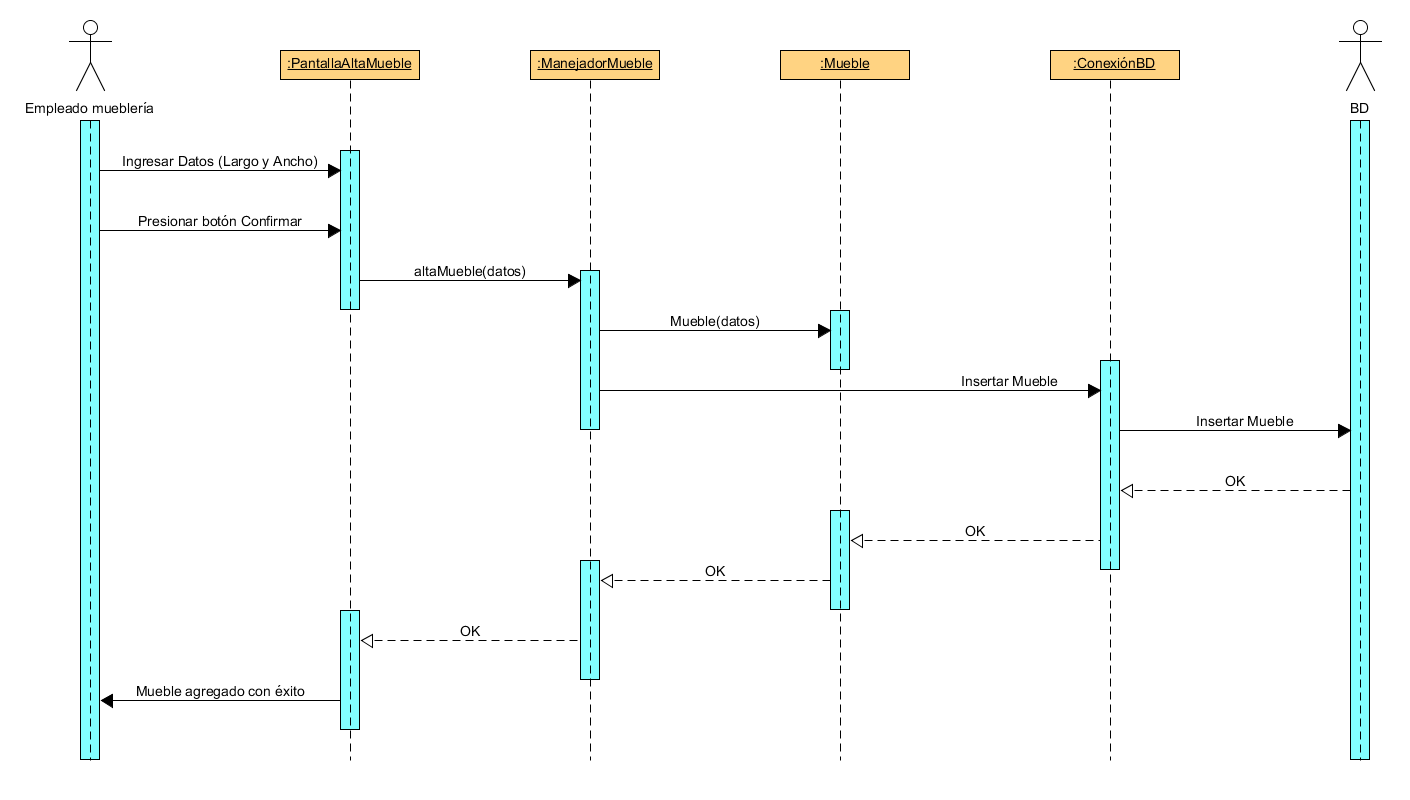 :PantallaAltaMueble
:ManejadorMueble
:Mueble
:ConexiónBD
Empleado mueblería
BD
Ingresar Datos (Largo y Ancho)
Presionar botón Confirmar
altaMueble(datos)
Mueble(datos)
Insertar Mueble
Insertar Mueble
OK
OK
OK
OK
Mueble agregado con éxito